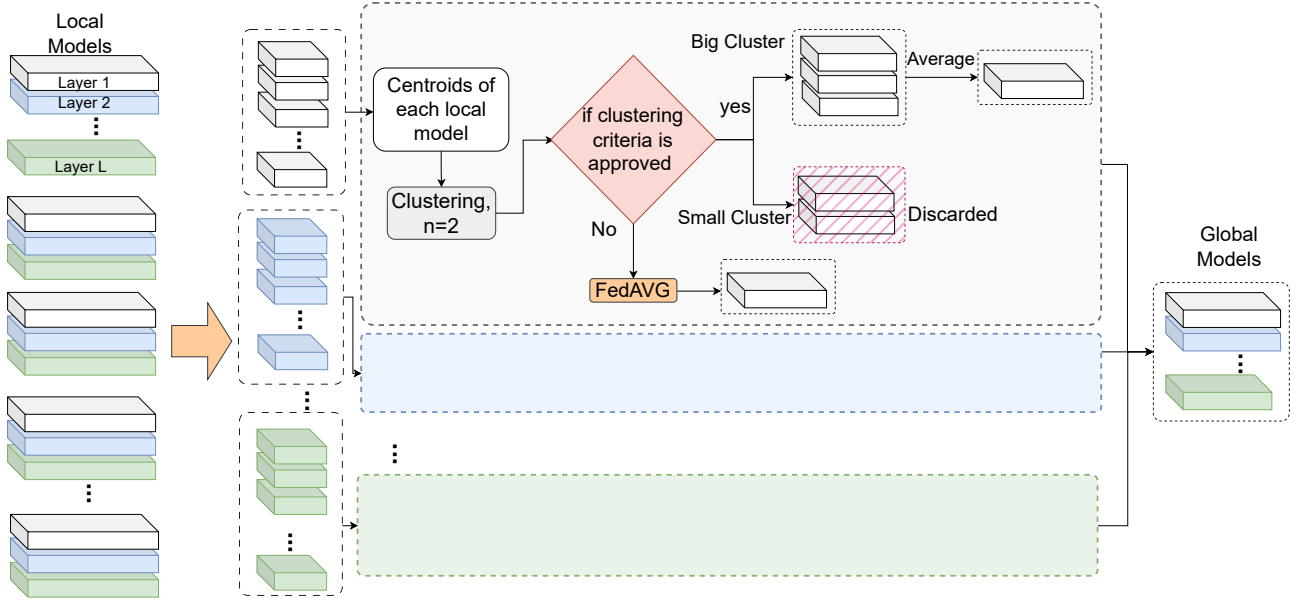 Local
Models
Layer 1
Layer 2
Layer L
Centroids of
each local
model
Clustering,
n=2
if clustering
criteria is
approved
yes
No
Big Cluster
Average
Small Cluster
Discarded
FedAVG
Global
Models